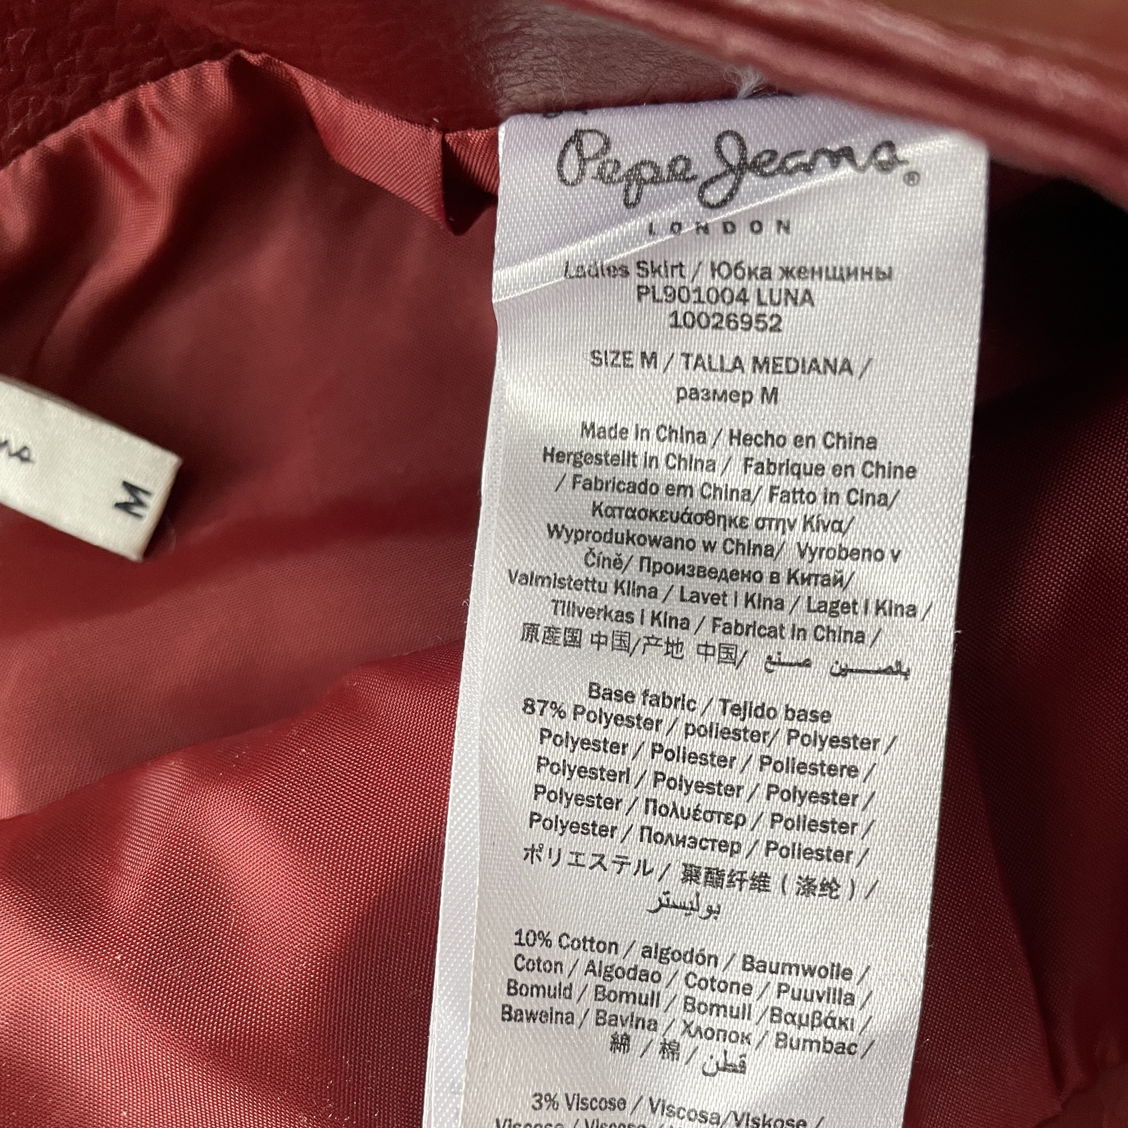 Pepe Jeans®
LONDON
Ladies Skirt / Юбка женщины
PL901004 LUNA
10026952
SIZE M / TALLA MEDIANA /
размер M
Made in China / Hecho en China
Hergestellt in China / Fabrique en Chine
/ Fabricado em China/ Fatto in Cina/
Κατασκευάσθηκε στην Κίνα/
Wyprodukowano w China/ Vyrobeno v
Číně/ Произведено в Китай/
Valmistettu Kiina / Lavet i Kina / Laget i Kina /
Tillverkas i Kina / Fabricat in China /
原産国 中国/产地 中国/ صنع بالصين
Base fabric / Tejido base
87% Polyester / poliester/ Polyester /
Polyester / Poliester / Poliestere /
Polyesteri / Polyester / Polyester /
Polyester / Πολυέστερ / Poliester /
Polyester / Полиэстер / Poliester /
ポリエステル / 聚酯纤维 (涤纶) /
بوليستر
10% Cotton / algodón / Baumwolle /
Coton / Algodao / Cotone / Puuvilla /
Bomuld / Bomull / Bomull /Βαμβάκι /
Bawelna / Bavlna / Хлопок / Bumbac /
綿 / 棉 / قطن
3% Viscose / Viscosa/Viskose /
Viscose / Viscose
M